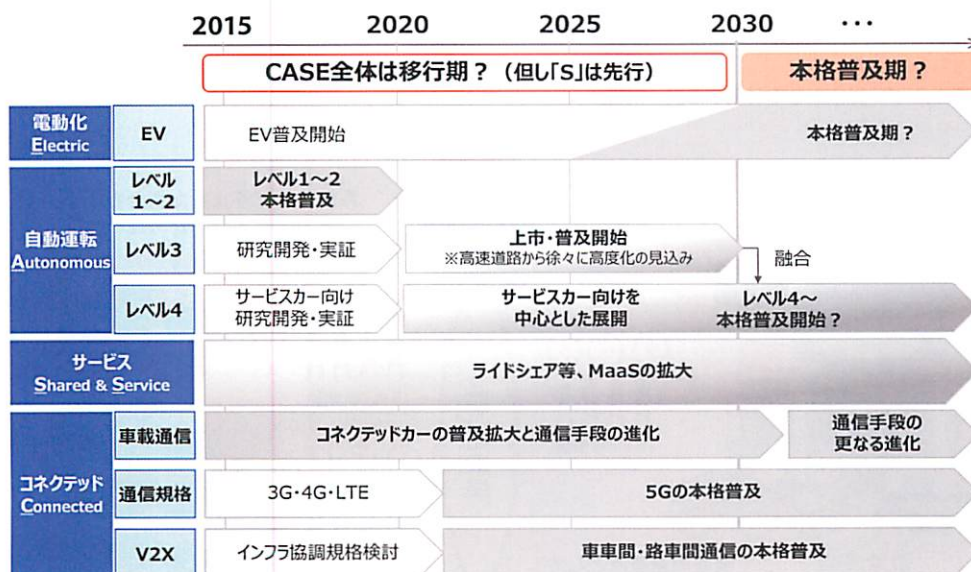 2015 2020 2025 2030 ・・・
CASE全体は移行期？（但し「S」は先行）
本格普及期？
電動化
Electric
EV
EV普及開始
本格普及期？
自動運転
Autonomous
レベル
1～2
レベル1～2
本格普及
レベル3
研究開発・実証
上市・普及開始
※高速道路から徐々に高度化の見込み
融合
レベル4
サービスカー向け
研究開発・実証
サービスカー向けを
中心とした展開
レベル4～
本格普及開始？
サービス
Shared & Service
ライドシェア等、MaaSの拡大
コネクテッド
Connected
車載通信
コネクテッドカーの普及拡大と通信手段の進化
通信手段の
更なる進化
通信規格
3G・4G・LTE
5Gの本格普及
V2X
インフラ協調規格検討
車車間・路車間通信の本格普及